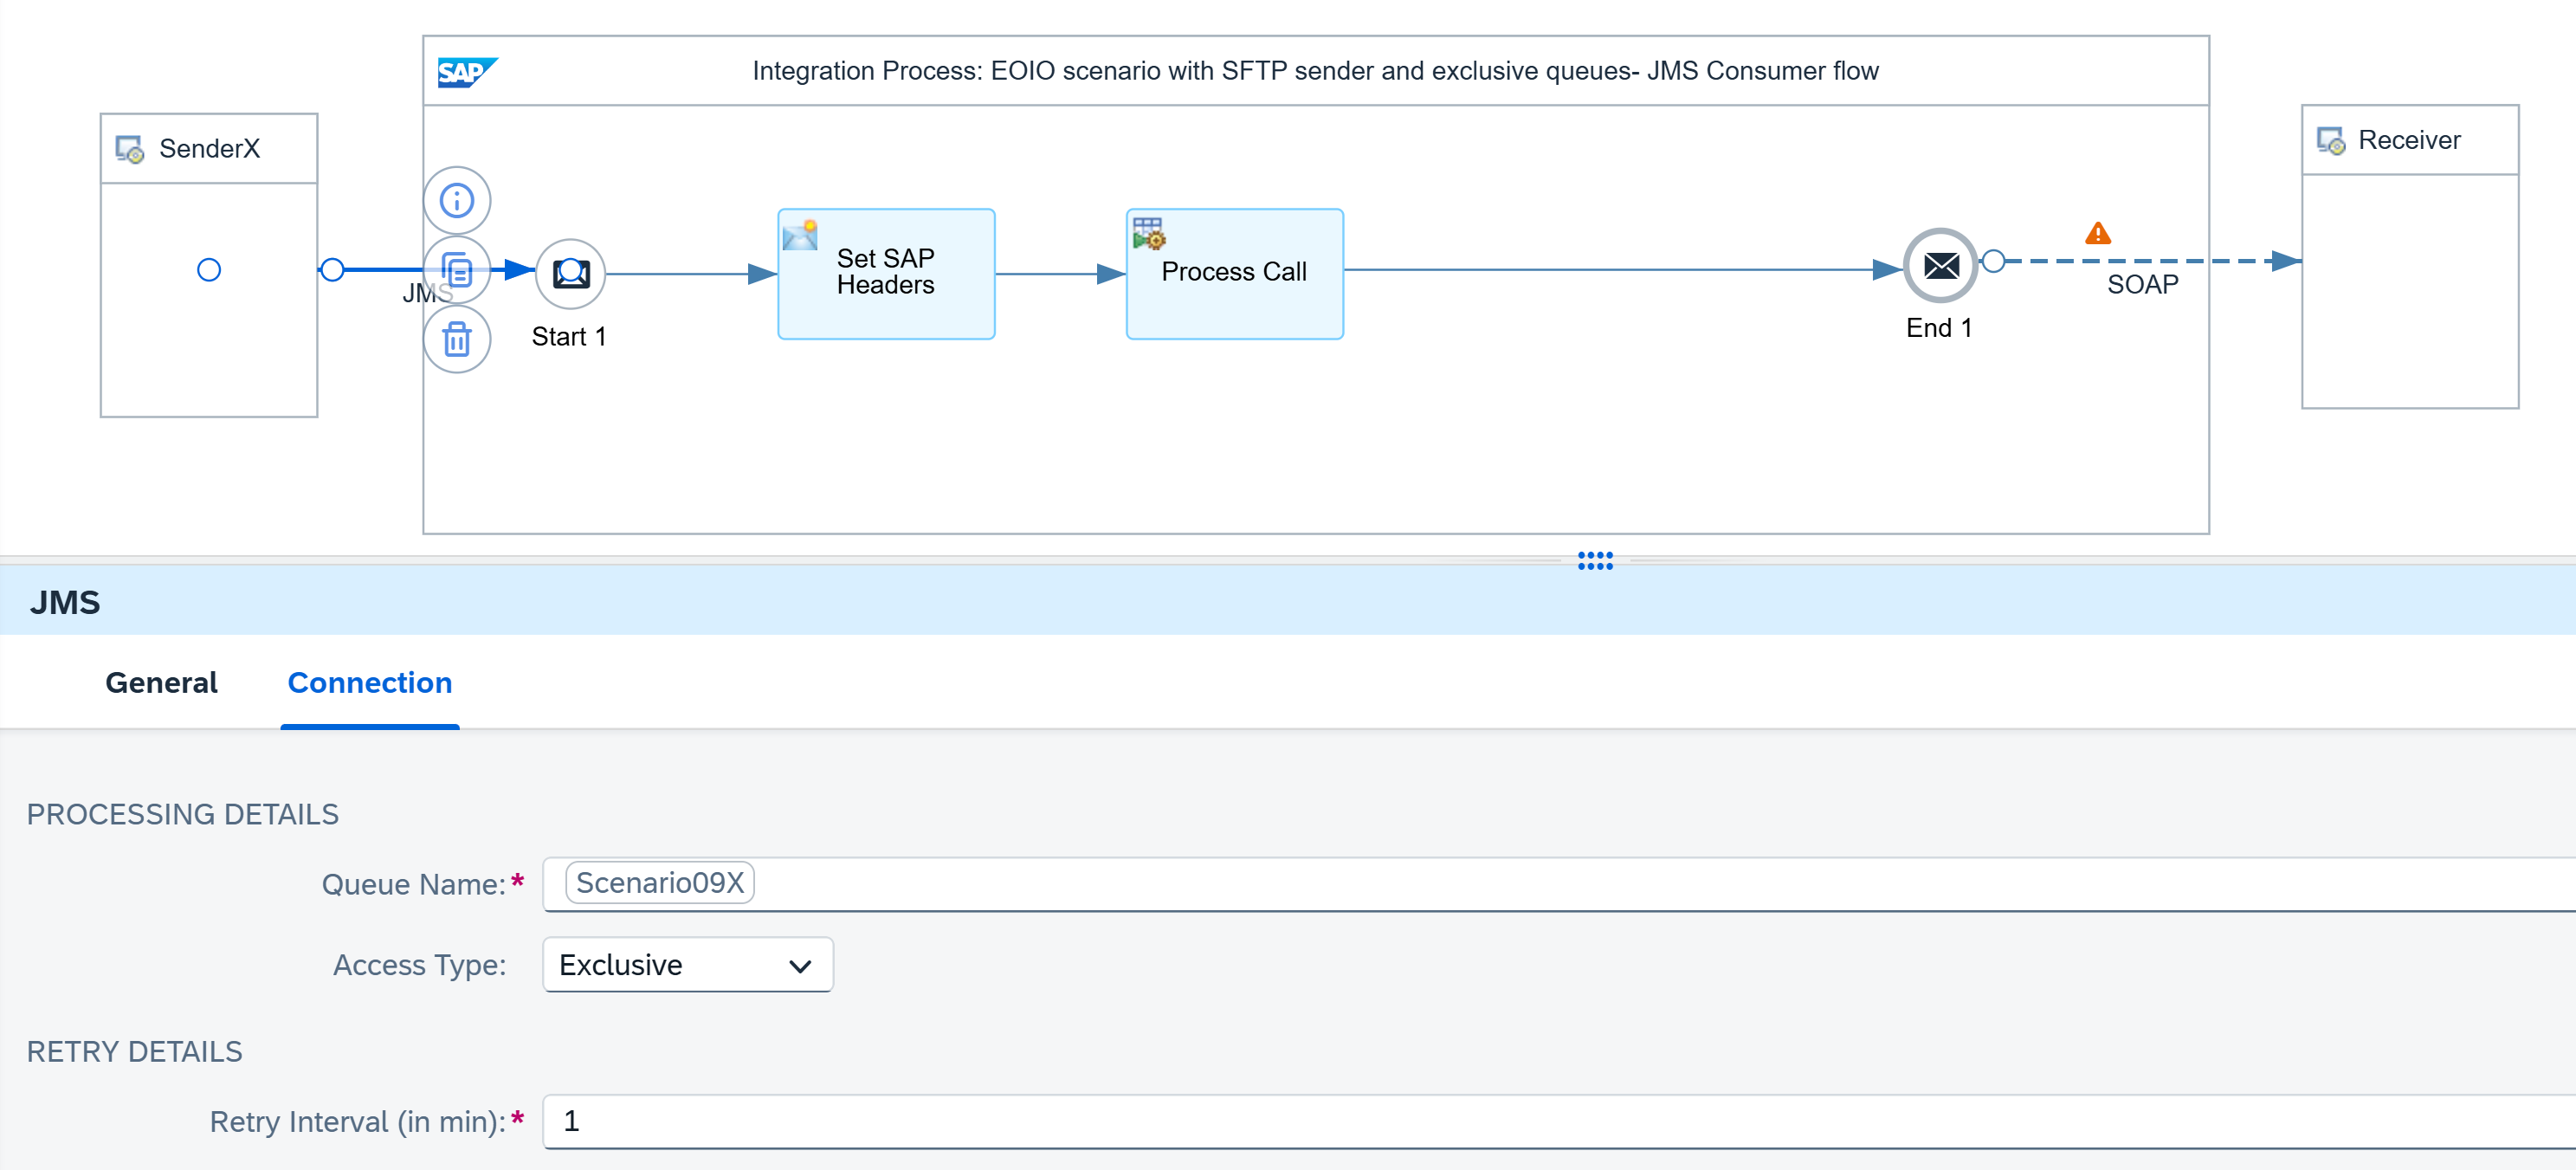 SAP
Integration Process: EOIO scenario with SFTP sender and exclusive queues- JMS Consumer flow
SenderX
Receiver
JMS
Start 1
Set SAP
Headers
Process Call
End 1
SOAP
JMS
General
Connection
PROCESSING DETAILS
Queue Name:*
Scenario09X
Access Type:
Exclusive
RETRY DETAILS
Retry Interval (in min):*
1